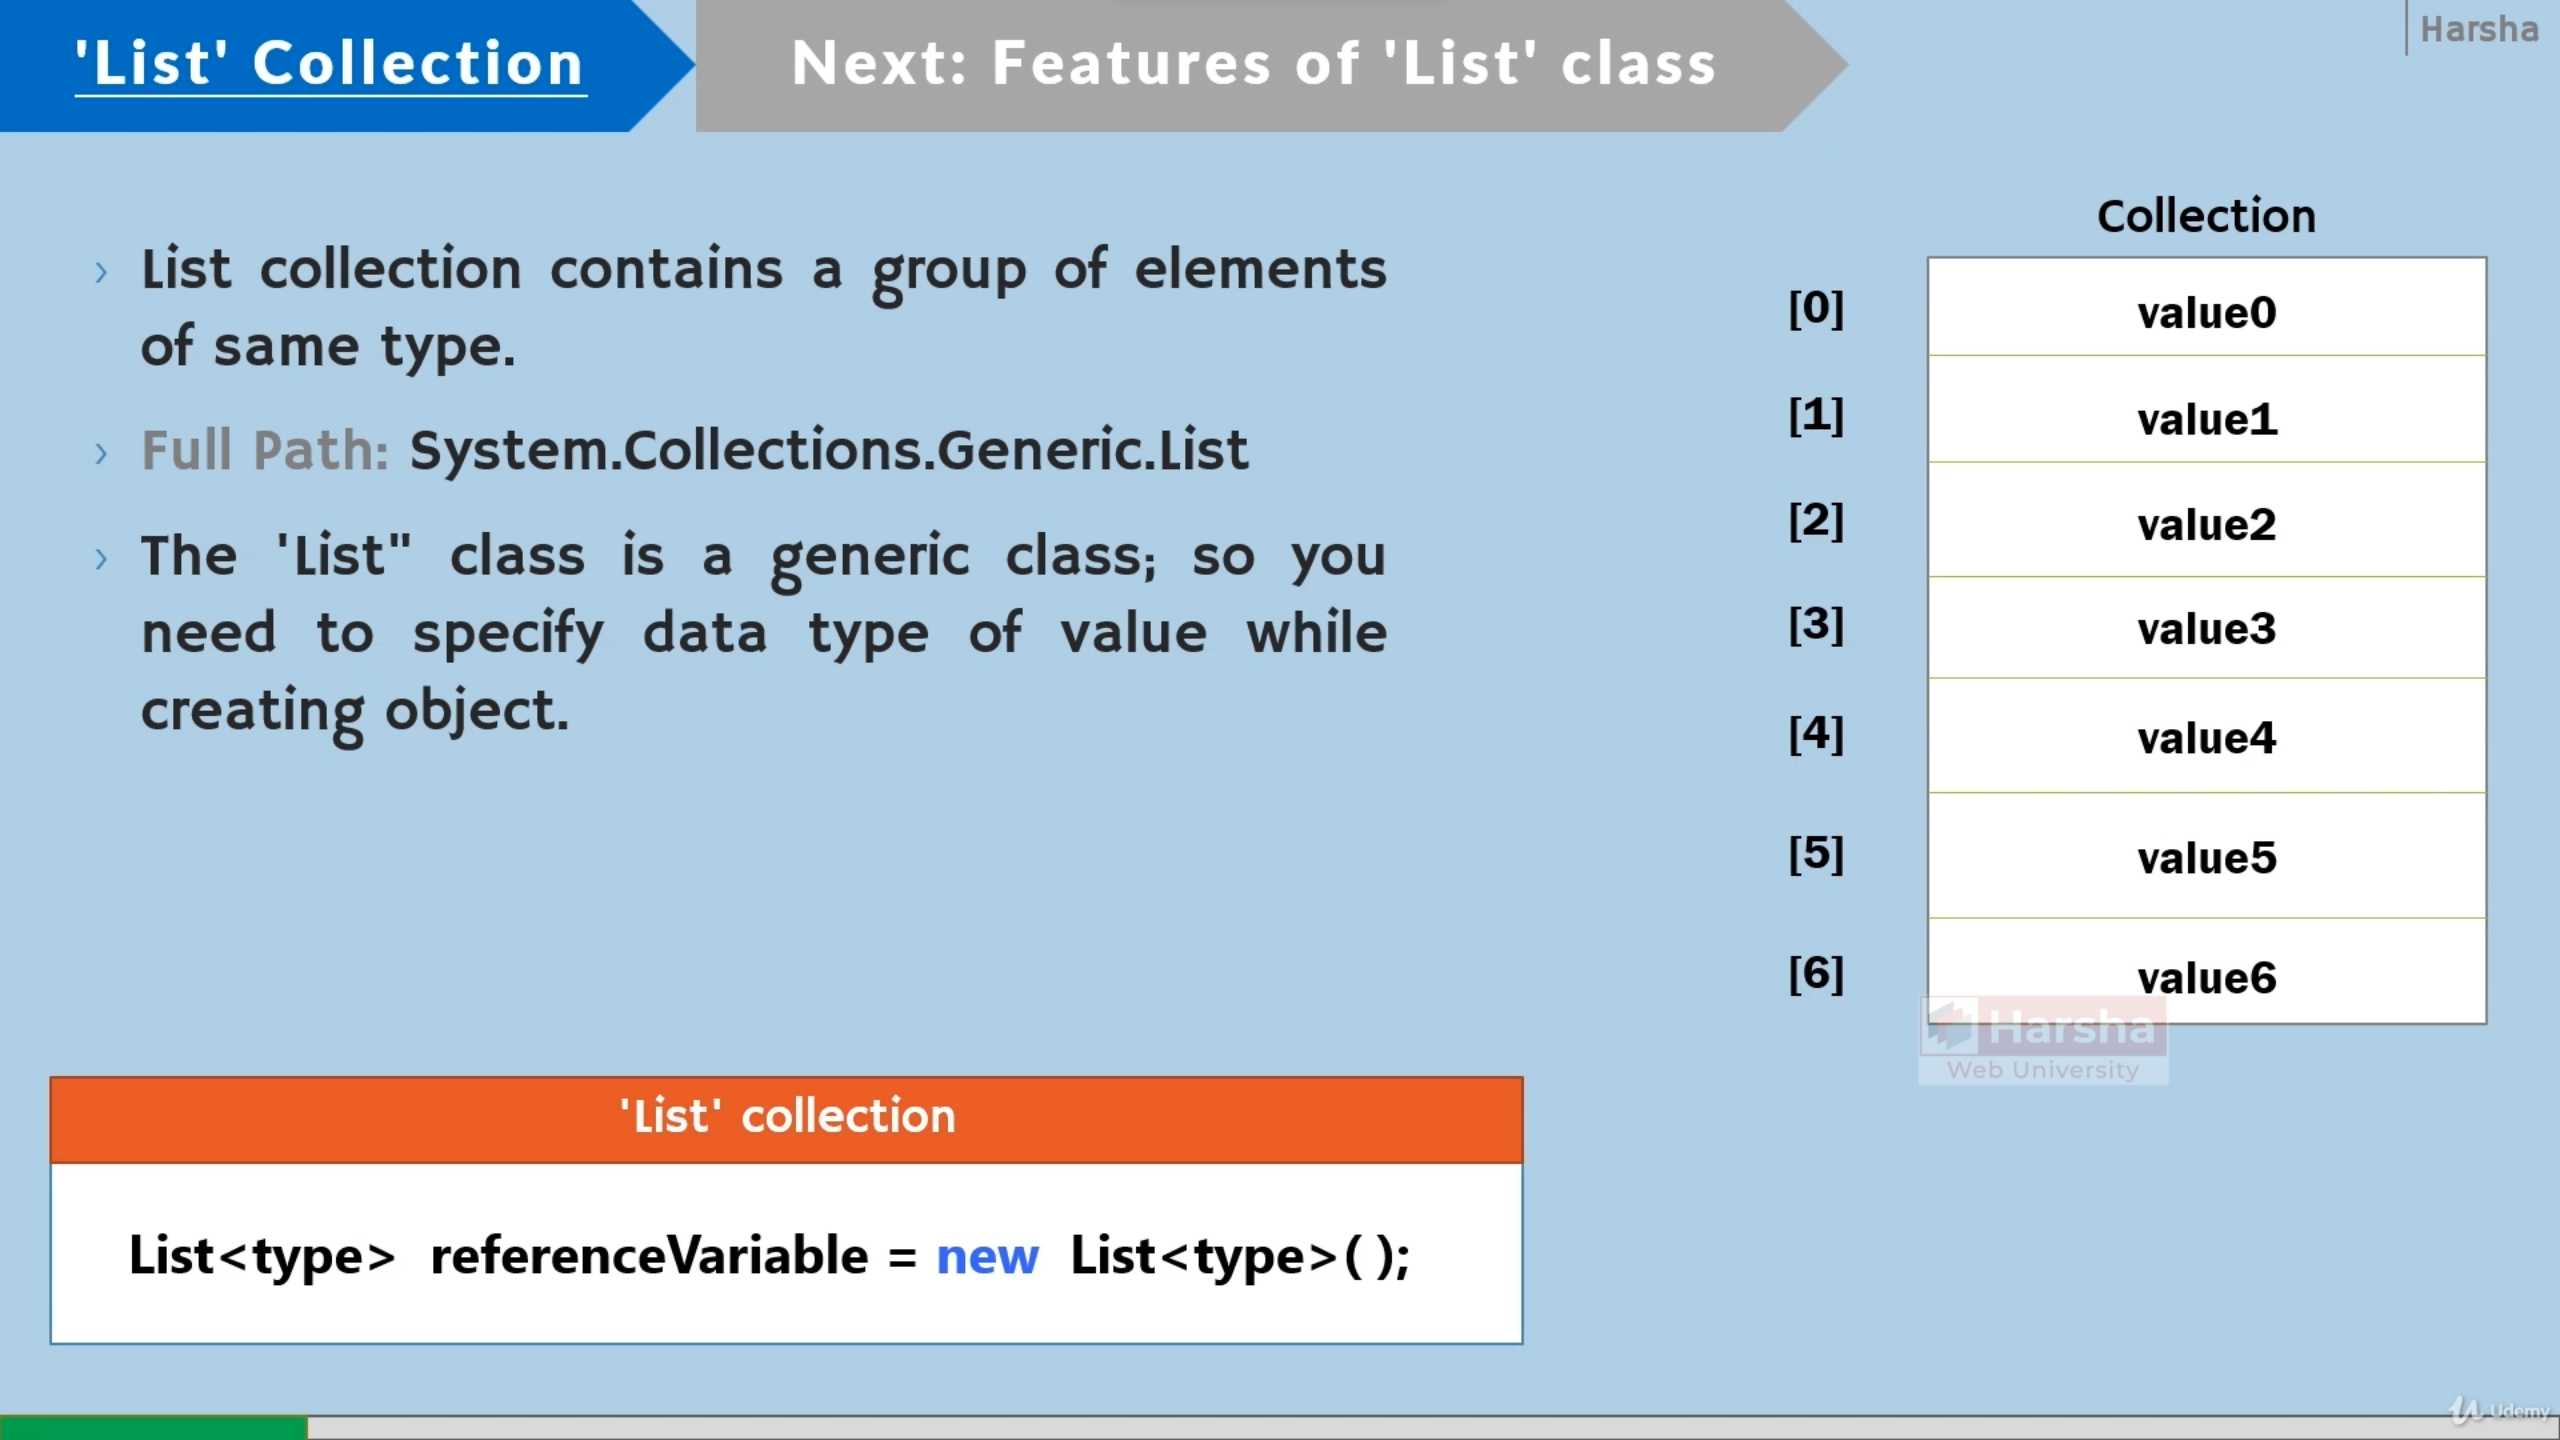 'List' Collection
Next: Features of 'List' class
Harsha
› List collection contains a group of elements
of same type.
› Full Path: System.Collections.Generic.List
› The 'List" class is a generic class; so you
need to specify data type of value while
creating object.
Collection
[0] value0
[1] value1
[2] value2
[3] value3
[4] value4
[5] value5
[6] value6
Harsha
Web University
'List' collection
List<type> referenceVariable = new List<type>( );
Udemy